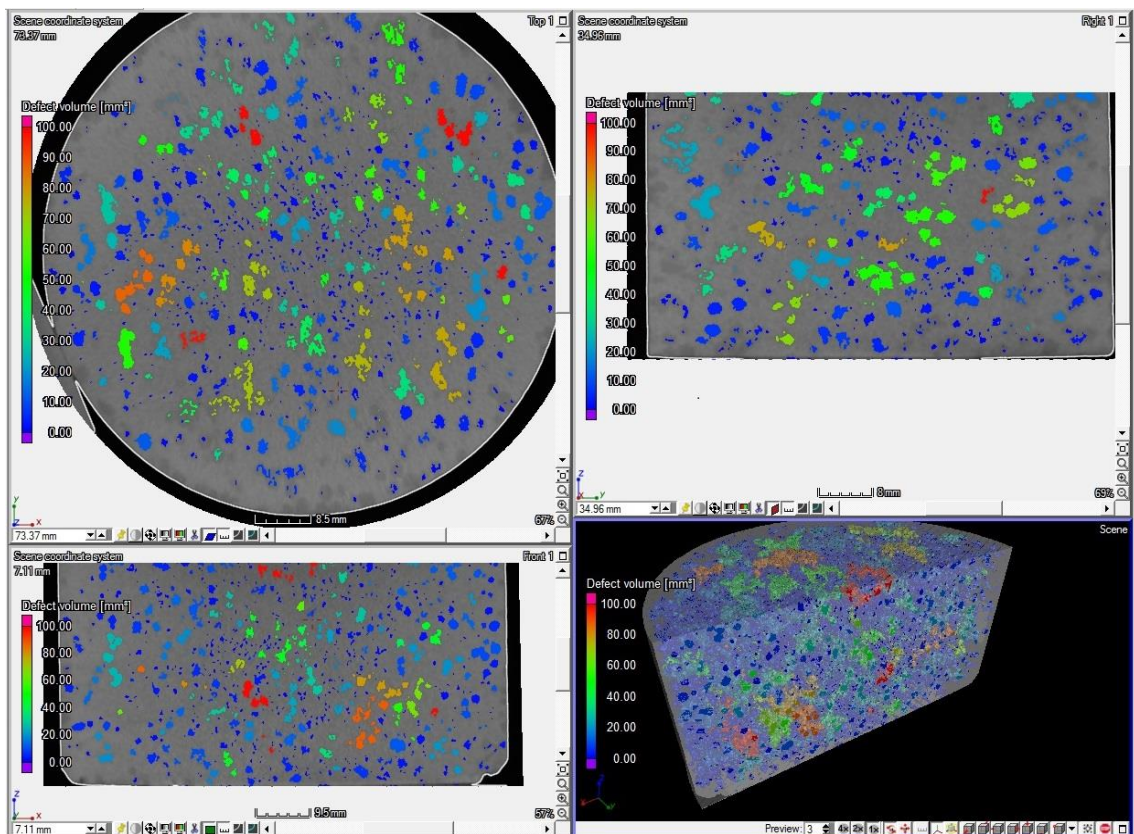 Scene coordinate system
Top 1
73.37 mm
Defect volume [mm³]
100.00
90.00
80.00
70.00
60.00
50.00
40.00
30.00
20.00
10.00
0.00
y
z
x
8.5 mm
67%
73.37 mm
Scene coordinate system
Right 1
34.96 mm
Defect volume [mm³]
100.00
90.00
80.00
70.00
60.00
50.00
40.00
30.00
20.00
10.00
0.00
z
y
8 mm
69%
34.96 mm
Scene coordinate system
Front 1
7.11 mm
Defect volume [mm³]
100.00
80.00
60.00
40.00
20.00
0.00
z
x
9.5 mm
57%
7.11 mm
Scene
Defect volume [mm³]
100.00
80.00
60.00
40.00
20.00
0.00
Preview: 3
4x 2x 1x